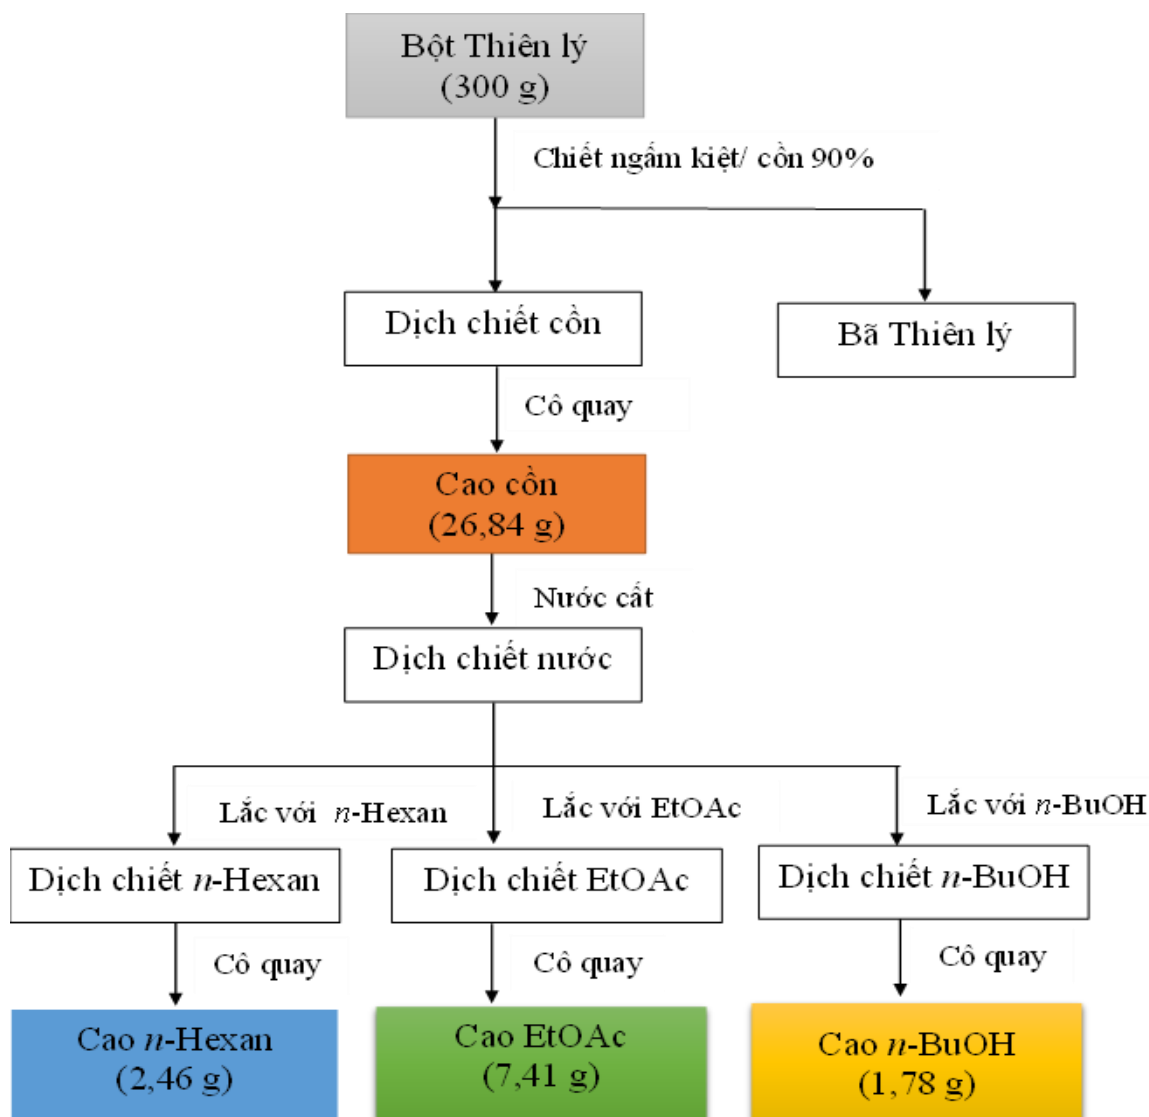 Bột Thiên lý
(300 g)
Chiết ngấm kiệt/ cồn 90%
Dịch chiết cồn
Bã Thiên lý
Cô quay
Cao cồn
(26,84 g)
Nước cất
Dịch chiết nước
Lắc với n-Hexan
Lắc với EtOAc
Lắc với n-BuOH
Dịch chiết n-Hexan
Dịch chiết EtOAc
Dịch chiết n-BuOH
Cô quay
Cô quay
Cô quay
Cao n-Hexan
(2,46 g)
Cao EtOAc
(7,41 g)
Cao n-BuOH
(1,78 g)